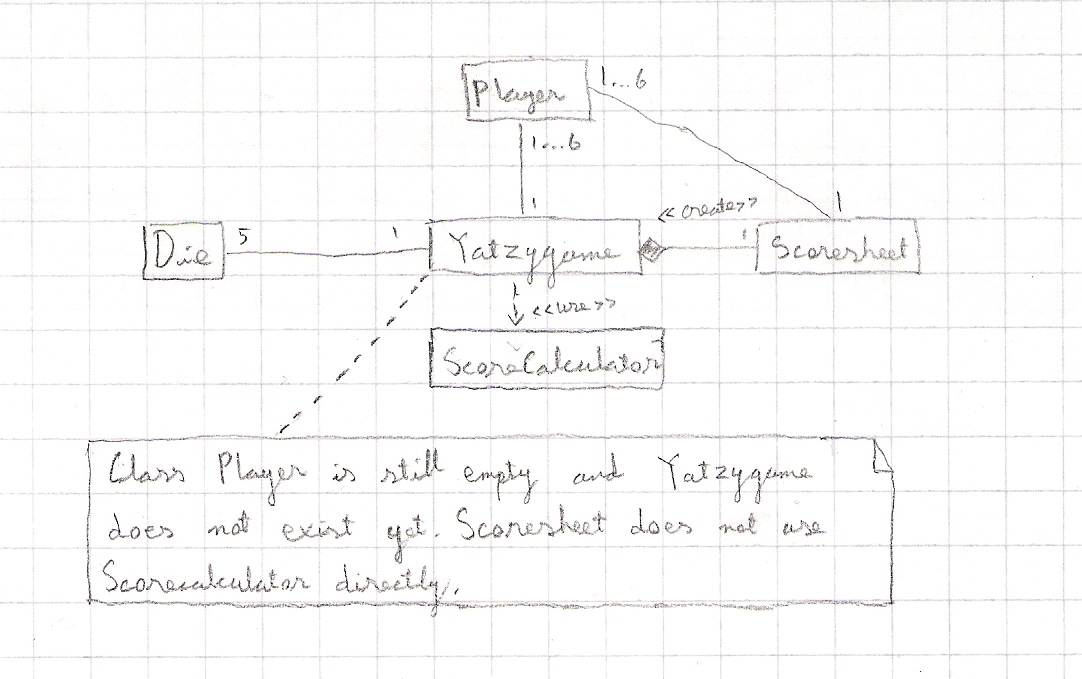 Player
1...6
1...6
1
1
<<create>>
Die
5
1
Yatzygame
1
Scoresheet
<<use>>
ScoreCalculator
Class Player is still empty and Yatzygame
does not exist yet. Scoresheet does not use
Scorecalculator directly.